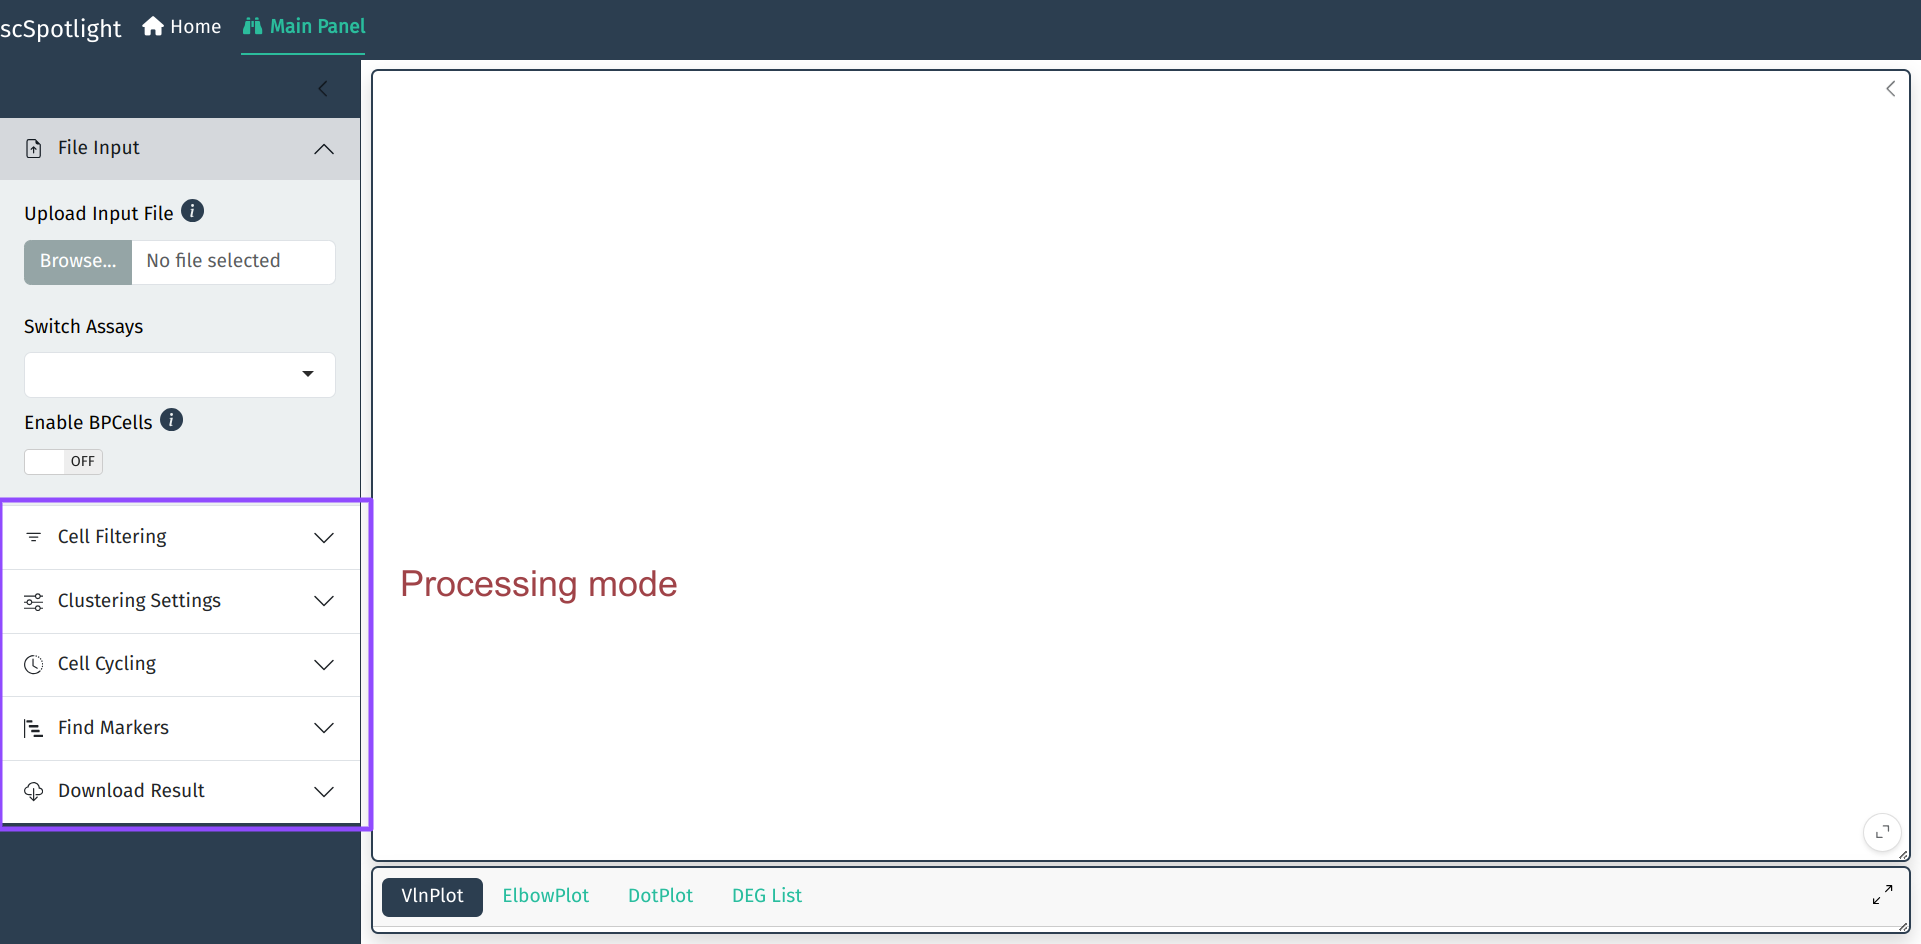 scSpotlight Home Main Panel
File Input
Upload Input File i
Browse... No file selected
Switch Assays
Enable BPCells i
OFF
Cell Filtering
Clustering Settings
Cell Cycling
Find Markers
Download Result
Processing mode
VlnPlot ElbowPlot DotPlot DEG List